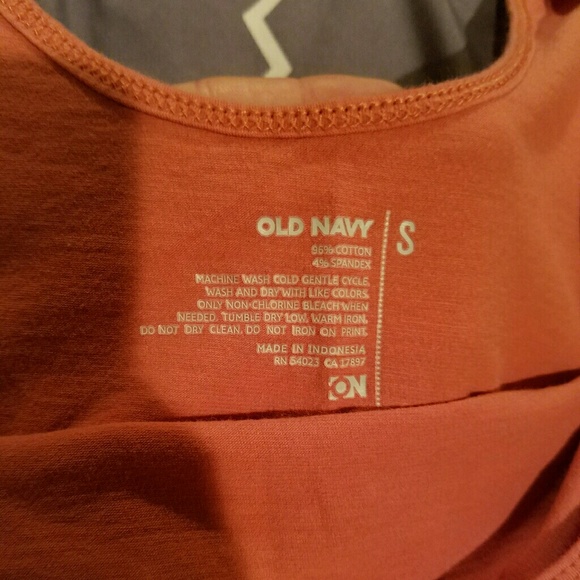 OLD NAVY
S
96% COTTON
4% SPANDEX
MACHINE WASH COLD GENTLE CYCLE.
WASH AND DRY WITH LIKE COLORS.
ONLY NON-CHLORINE BLEACH WHEN
NEEDED. TUMBLE DRY LOW. WARM IRON.
DO NOT DRY CLEAN. DO NOT IRON ON PRINT.
MADE IN INDONESIA
RN 54023 CA 17897
ON